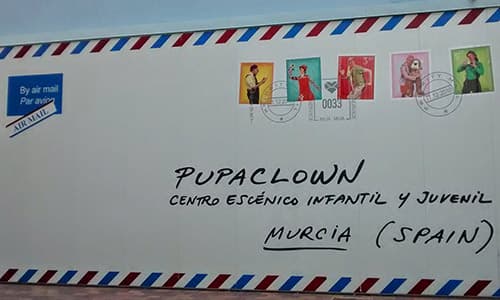 By air mail
Par avion
AIR MAIL
0033
PUPACLOWN
CENTRO ESCÉNICO INFANTIL Y JUVENIL
MURCIA (SPAIN)